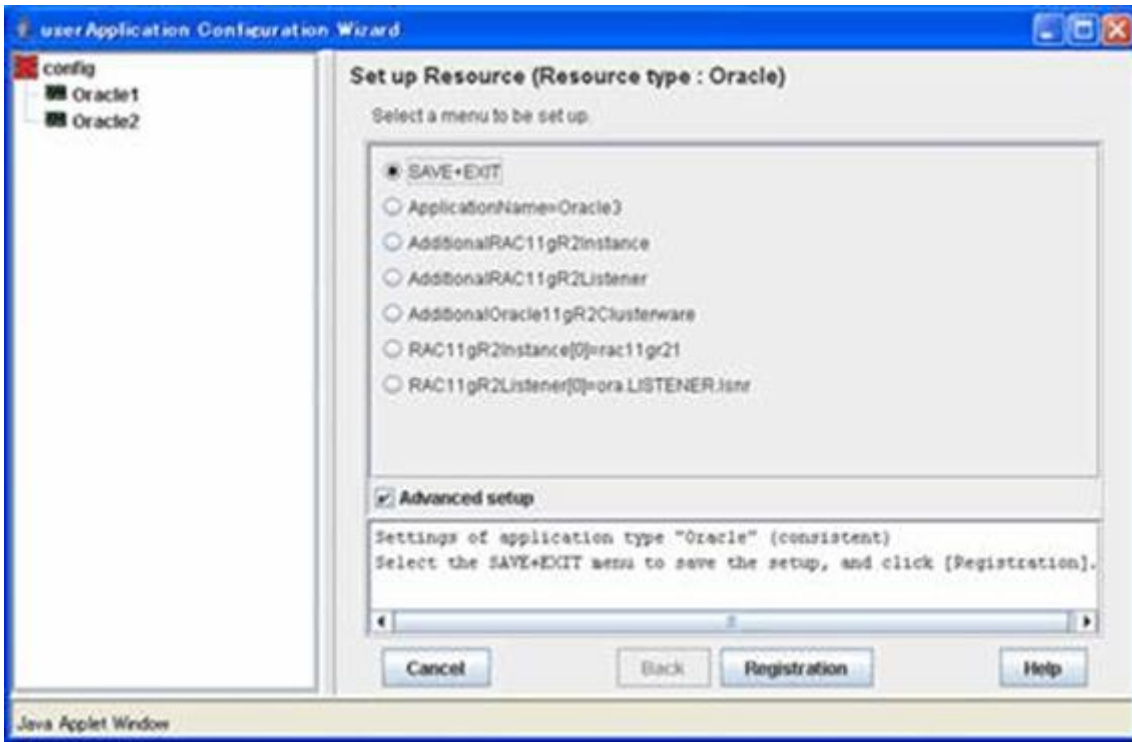 userApplication Configuration Wizard
config
Oracle1
Oracle2
Set up Resource (Resource type : Oracle)
Select a menu to be set up.
SAVE+EXIT
ApplicationName=Oracle3
AdditionalRAC11gR2Instance
AdditionalRAC11gR2Listener
AdditionalOracle11gR2Clusterware
RAC11gR2Instance[0]=rac11gr21
RAC11gR2Listener[0]=ora.LISTENER.lsnr
Advanced setup
Settings of application type "Oracle" (consistent)
Select the SAVE+EXIT menu to save the setup, and click [Registration].
Cancel
Back
Registration
Help
Java Applet Window